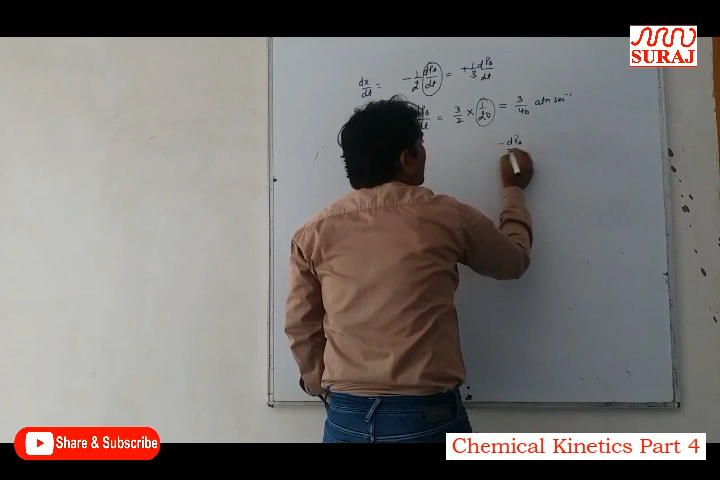 SURAJ
dx/dt = -1/2 dPA/dt = +1/3 dPB/dt
dPB/dt = 3/2 × 1/20 = 3/40 atm sec⁻¹
-dPA
Share & Subscribe
Chemical Kinetics Part 4